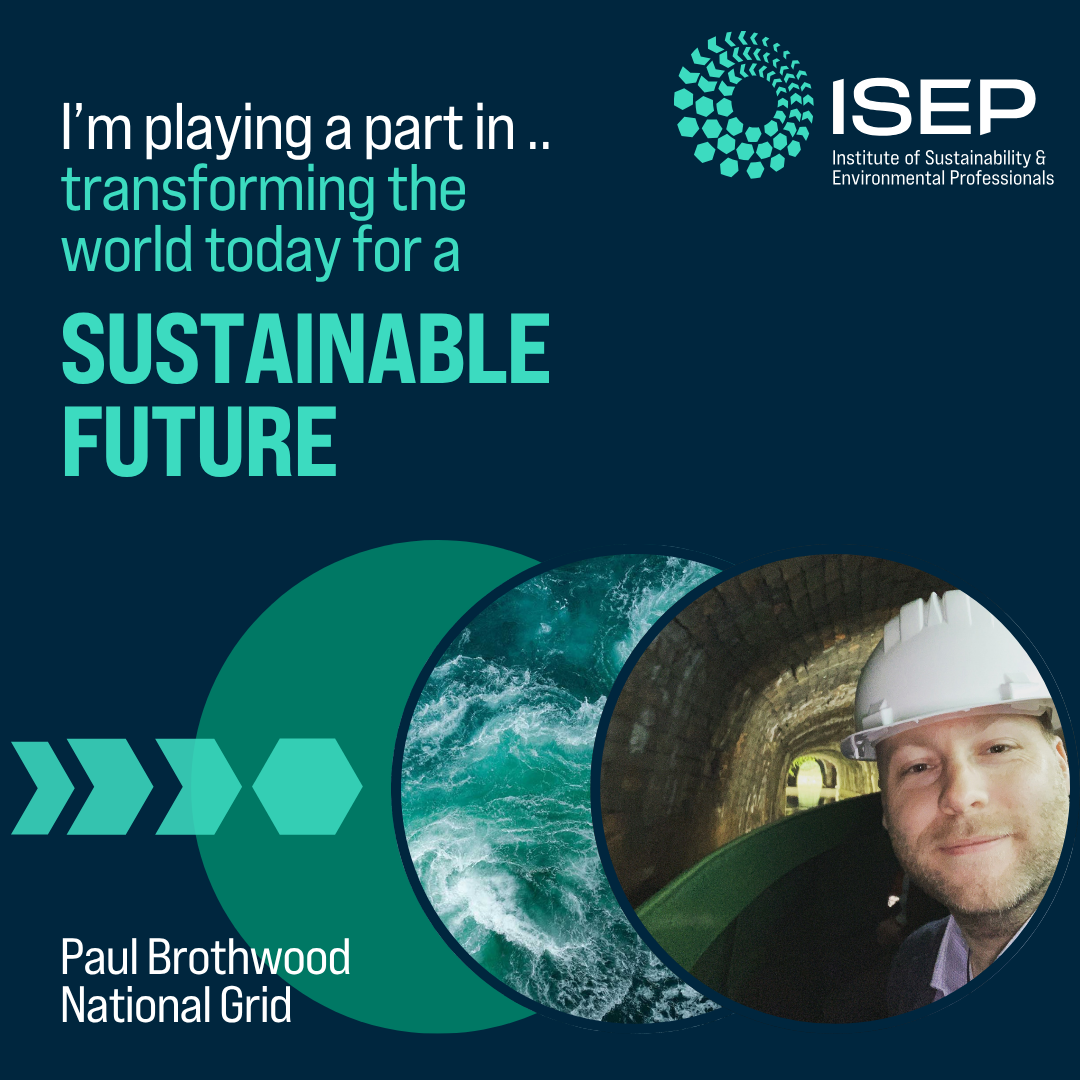 I'm playing a part in ..
transforming the
world today for a
SUSTAINABLE
FUTURE
ISEP
Institute of Sustainability &
Environmental Professionals
Paul Brothwood
National Grid